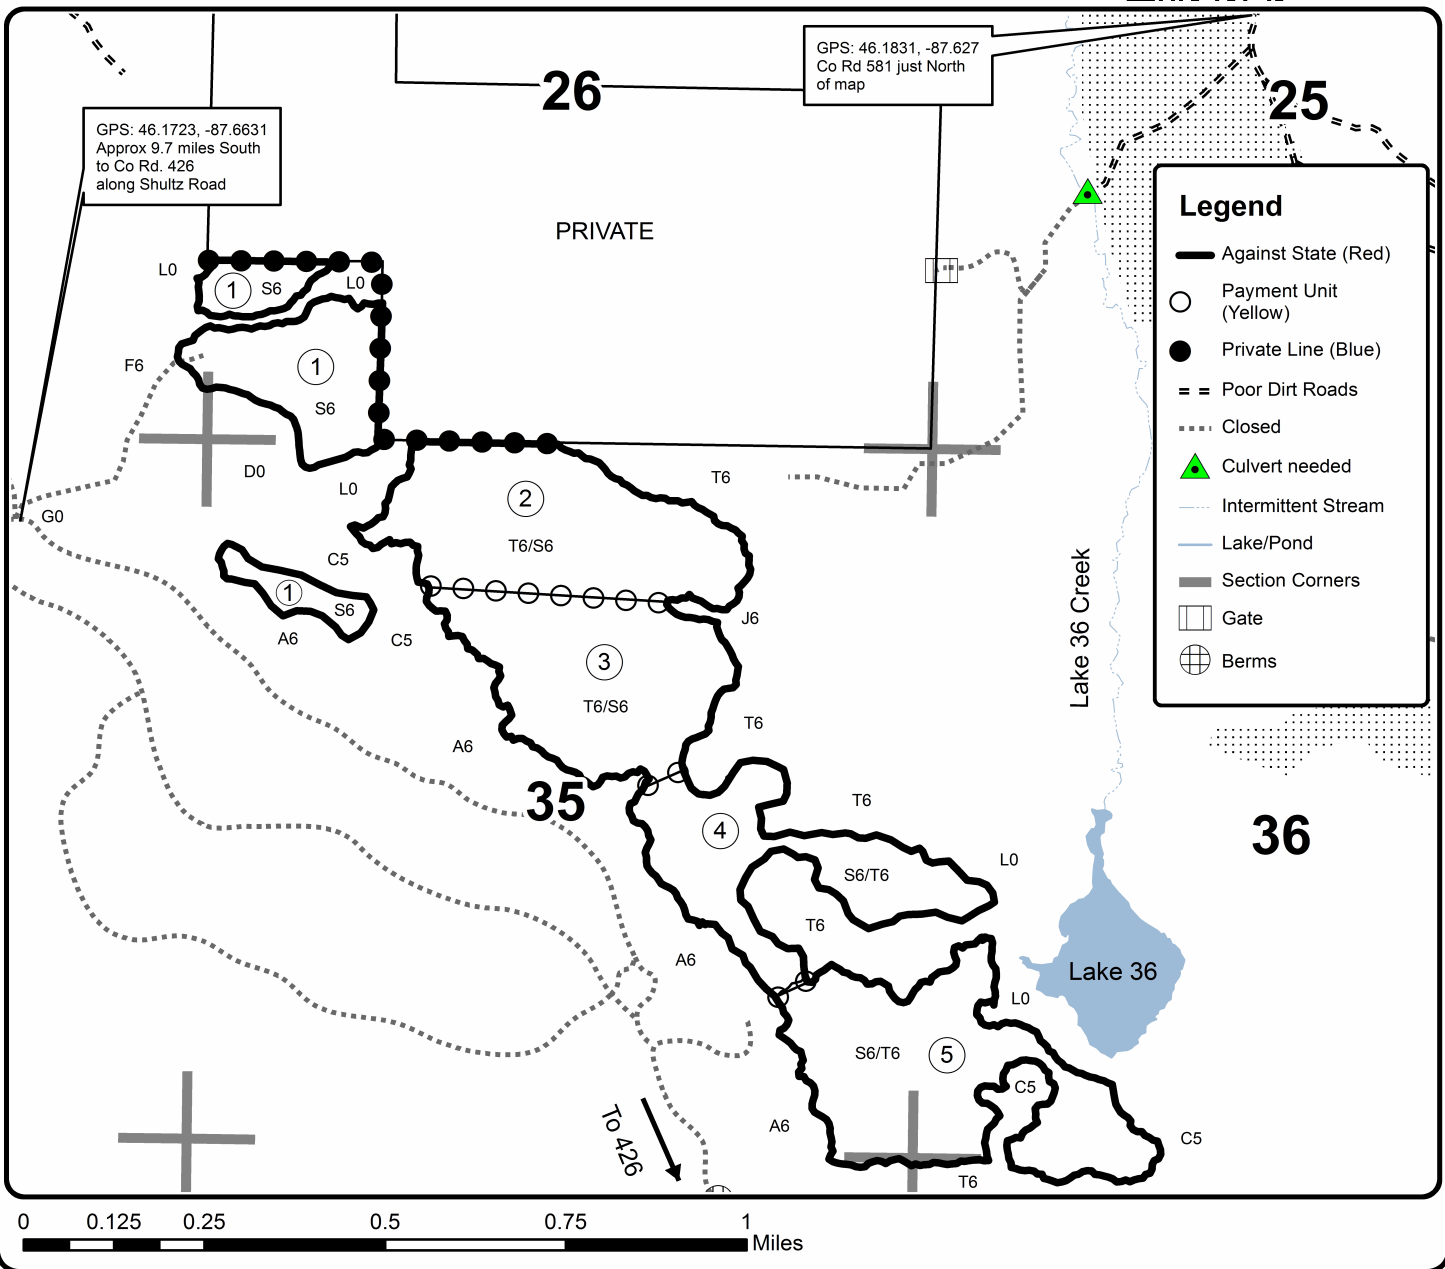 26
25
GPS: 46.1831, -87.627
Co Rd 581 just North
of map
GPS: 46.1723, -87.6631
Approx 9.7 miles South
to Co Rd. 426
along Shultz Road
PRIVATE
Legend
Against State (Red)
Payment Unit
(Yellow)
Private Line (Blue)
Poor Dirt Roads
Closed
Culvert needed
Intermittent Stream
Lake/Pond
Section Corners
Gate
Berms
L0
1
S6
L0
F6
1
S6
D0
L0
T6
2
G0
T6/S6
C5
1
S6
A6
C5
J6
3
T6/S6
T6
A6
Lake 36 Creek
35
36
4
T6
L0
S6/T6
T6
A6
Lake 36
L0
S6/T6
5
C5
A6
C5
T6
To 426
0
0.125
0.25
0.5
0.75
1
Miles